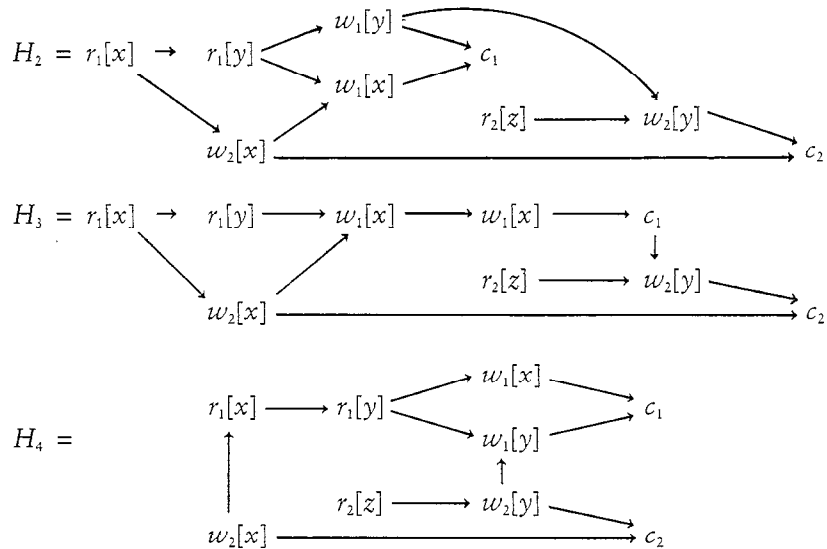 w₁[y]
H₂ = r₁[x] → r₁[y] c₁
w₁[x]
r₂[z] w₂[y]
w₂[x] c₂
H₃ = r₁[x] → r₁[y] w₁[x] w₁[x] c₁
r₂[z] w₂[y]
w₂[x] c₂
w₁[x]
r₁[x] r₁[y] c₁
H₄ = w₁[y]
r₂[z] w₂[y]
w₂[x] c₂